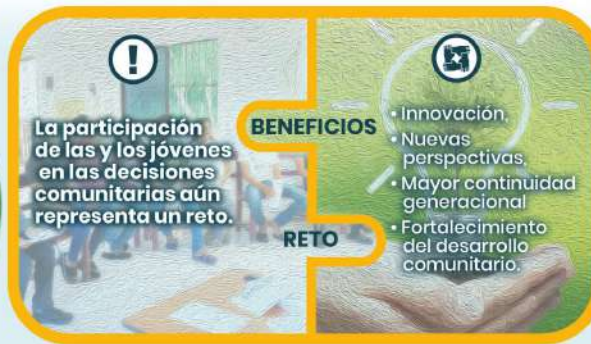 !
La participación
de las y los jóvenes
en las decisiones
comunitarias aún
representa un reto.
BENEFICIOS
RETO
• Innovación,
• Nuevas
perspectivas,
• Mayor continuidad
generacional
• Fortalecimiento
del desarrollo
comunitario.